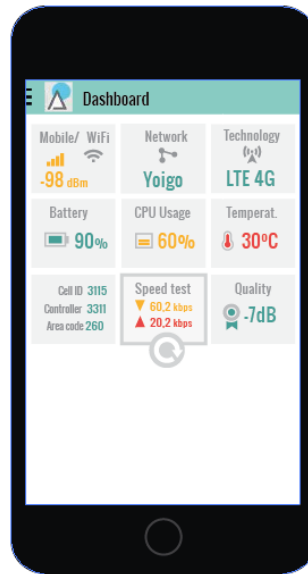 Dashboard
Mobile/ WiFi
-98 dBm
Network
Yoigo
Technology
LTE 4G
Battery
90%
CPU Usage
60%
Temperat.
30ºC
Cell ID 3115
Controller 3311
Area code 260
Speed test
60,2 kbps
20,2 kbps
Quality
-7dB